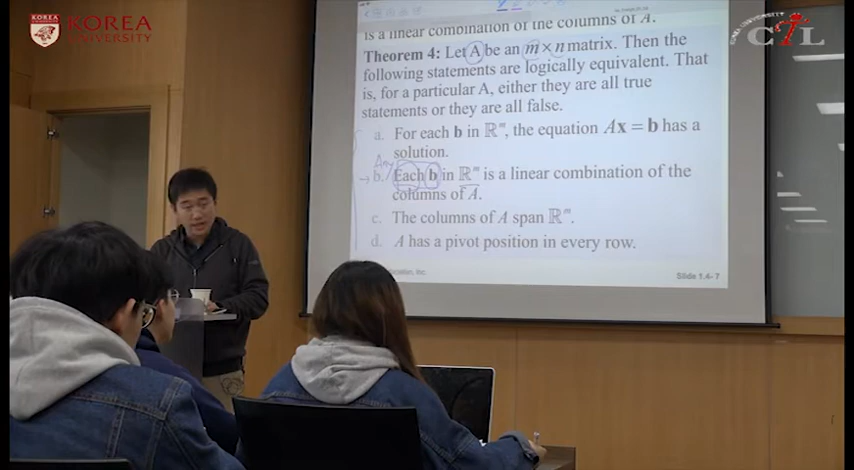 KOREA
UNIVERSITY
KOREA
UNIVERSITY
CTL
is a linear combination of the columns of A.
Theorem 4: Let A be an m × n matrix. Then the
following statements are logically equivalent. That
is, for a particular A, either they are all true
statements or they are all false.
a. For each b in ℝᵐ, the equation Ax = b has a
solution.
Any
b. Each b in ℝᵐ is a linear combination of the
columns of A.
c. The columns of A span ℝᵐ.
d. A has a pivot position in every row.
Inc.
Slide 1.4- 7